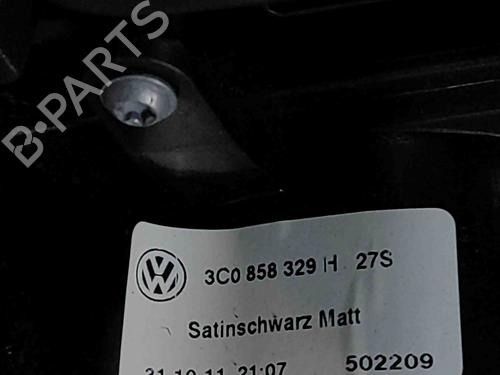 B·PARTS
3C0 858 329 H 27S
Satinschwarz Matt
31.10.11 21:07 502209